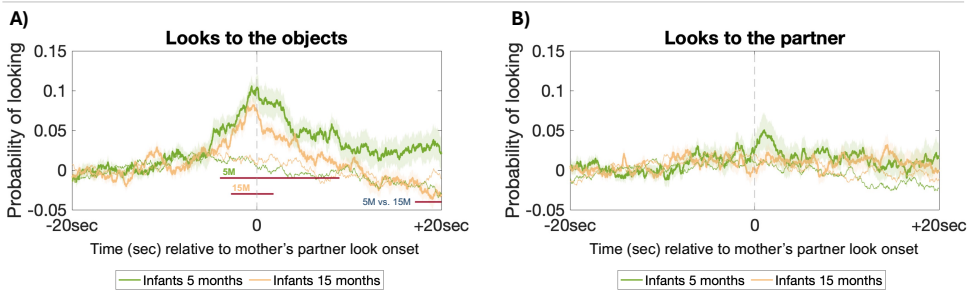 A)
Looks to the objects
Probability of looking
0.15
0.1
0.05
0
-0.05
5M
15M
5M vs. 15M
-20sec
0
+20sec
Time (sec) relative to mother's partner look onset
Infants 5 months
Infants 15 months
B)
Looks to the partner
Probability of looking
0.15
0.1
0.05
0
-0.05
-20sec
0
+20sec
Time (sec) relative to mother's partner look onset
Infants 5 months
Infants 15 months